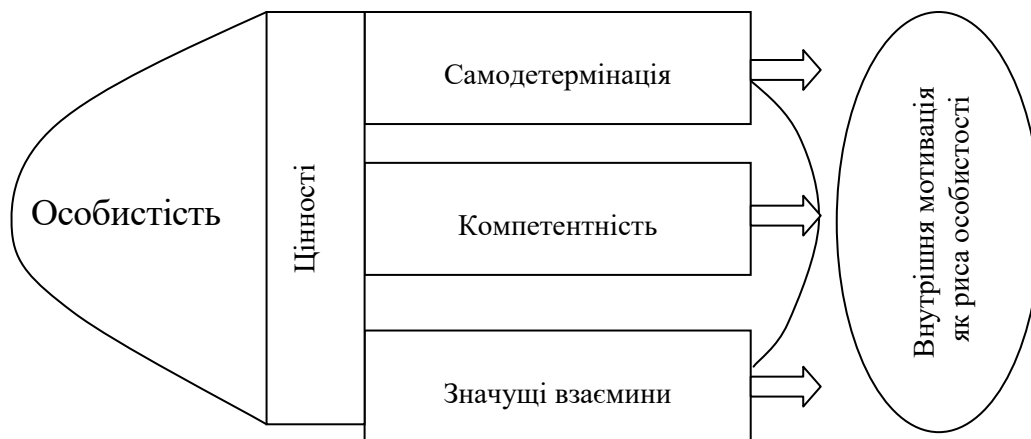 Особистість
Цінності
Самодетермінація
Компетентність
Значущі взаємини
Внутрішня мотивація
як риса особистості